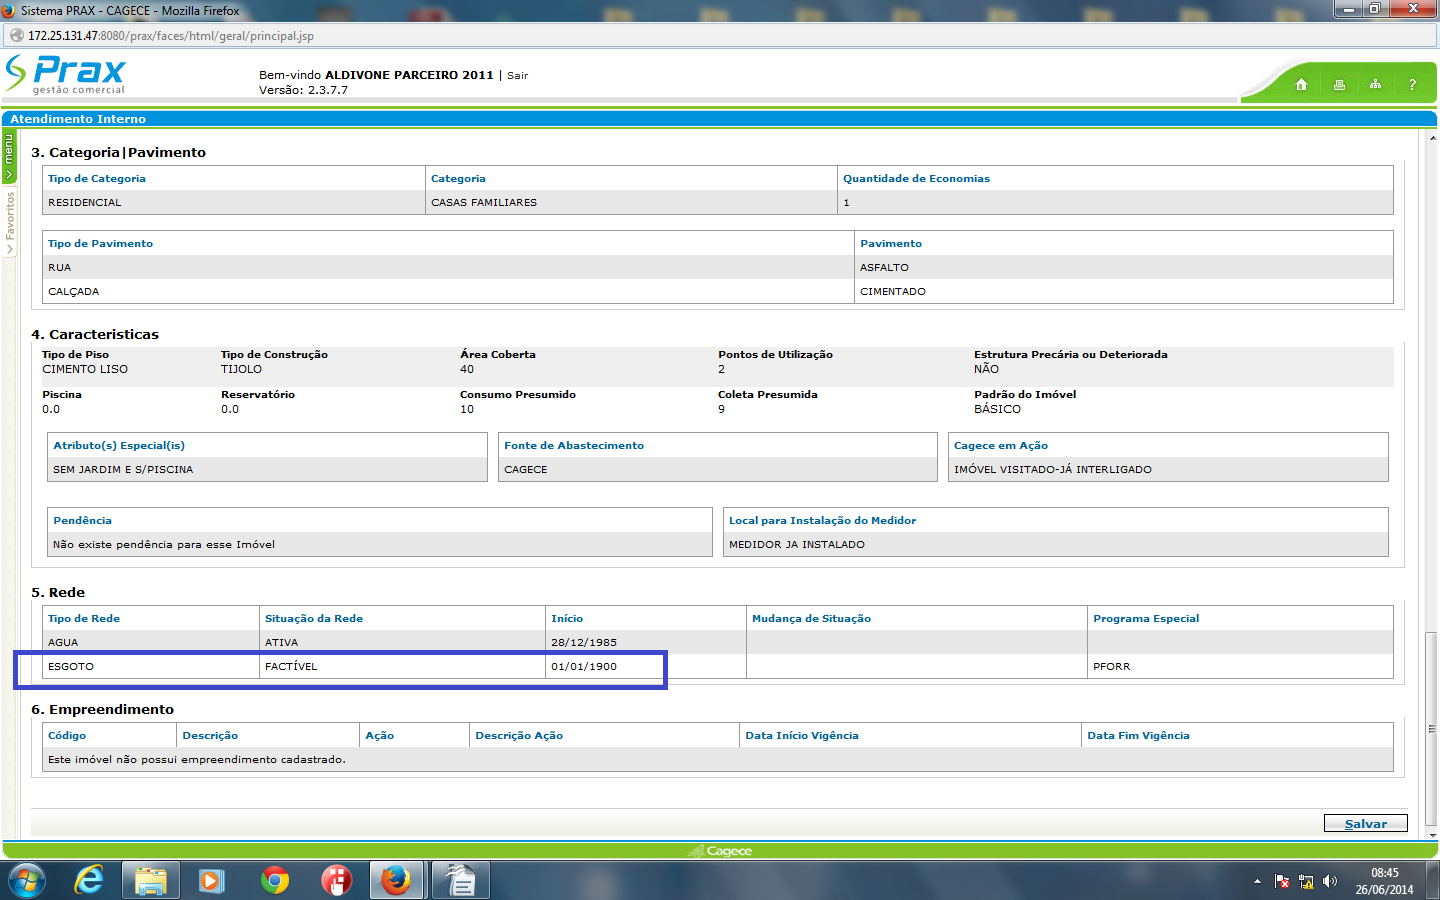 Sistema PRAX - CAGECE - Mozilla Firefox
172.25.131.47:8080/prax/faces/html/geral/principal.jsp
Prax
gestão comercial
Bem-vindo ALDIVONE PARCEIRO 2011 | Sair
Versão: 2.3.7.7
?
Atendimento Interno
menu
Favoritos
3. Categoria|Pavimento
Tipo de Categoria Categoria Quantidade de Economias
RESIDENCIAL CASAS FAMILIARES 1
Tipo de Pavimento Pavimento
RUA ASFALTO
CALÇADA CIMENTADO
4. Caracteristicas
Tipo de Piso Tipo de Construção Área Coberta Pontos de Utilização Estrutura Precária ou Deteriorada
CIMENTO LISO TIJOLO 40 2 NÃO
Piscina Reservatório Consumo Presumido Coleta Presumida Padrão do Imóvel
0.0 0.0 10 9 BÁSICO
Atributo(s) Especial(is) Fonte de Abastecimento Cagece em Ação
SEM JARDIM E S/PISCINA CAGECE IMÓVEL VISITADO-JÁ INTERLIGADO
Pendência Local para Instalação do Medidor
Não existe pendência para esse Imóvel MEDIDOR JA INSTALADO
5. Rede
Tipo de Rede Situação da Rede Início Mudança de Situação Programa Especial
AGUA ATIVA 28/12/1985
ESGOTO FACTÍVEL 01/01/1900 PFORR
6. Empreendimento
Código Descrição Ação Descrição Ação Data Início Vigência Data Fim Vigência
Este imóvel não possui empreendimento cadastrado.
Salvar
Cagece
08:45
26/06/2014